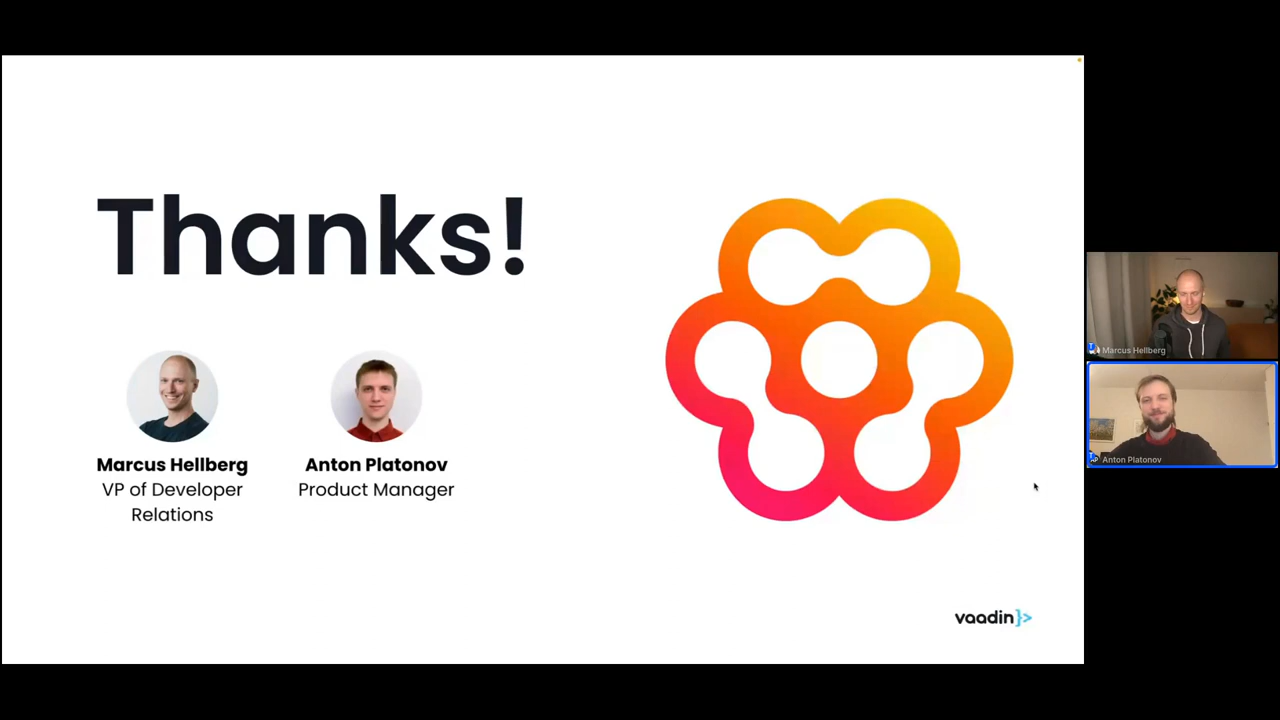 Thanks!
Marcus Hellberg
VP of Developer
Relations
Anton Platonov
Product Manager
vaadin}>
Marcus Hellberg
Anton Platonov